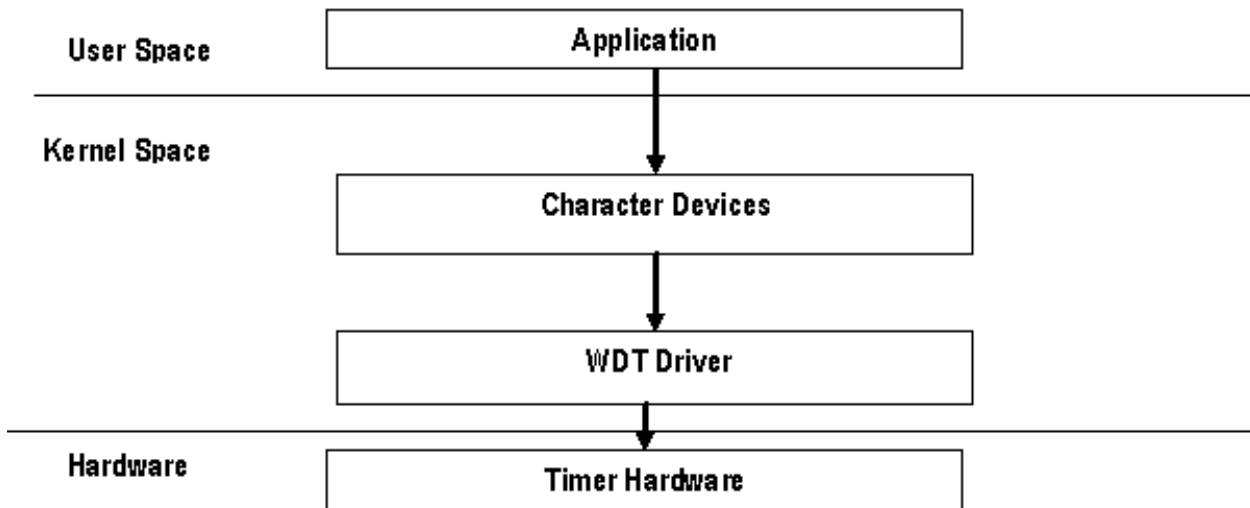 User Space
Application
Kernel Space
Character Devices
WDT Driver
Hardware
Timer Hardware